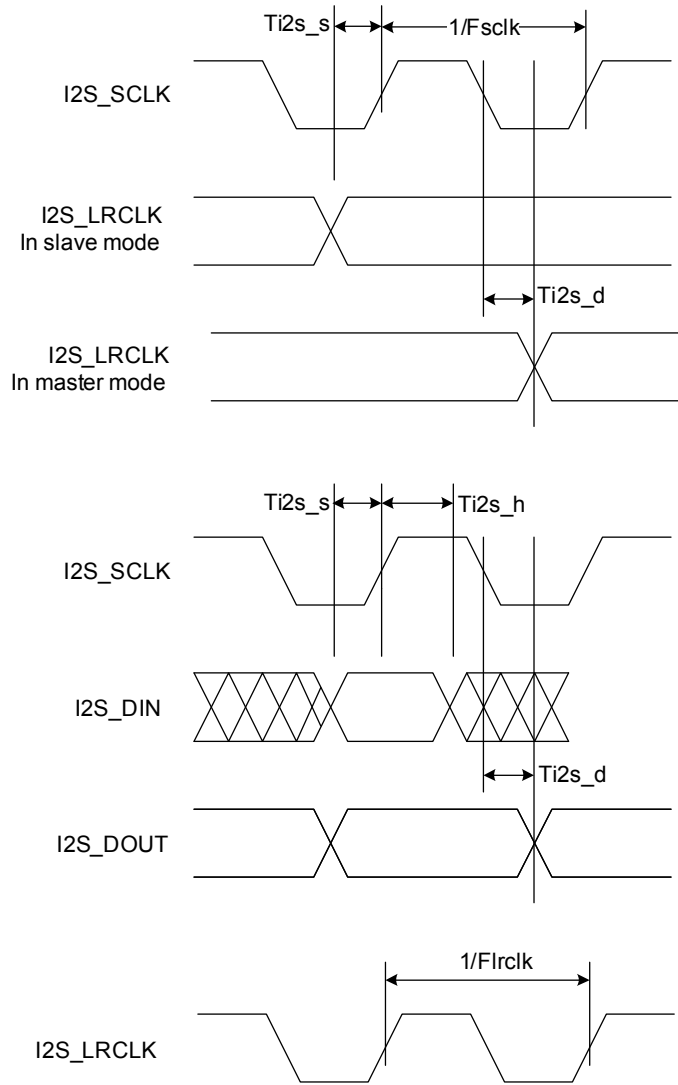 Ti2s_s
1/Fsclk
I2S_SCLK
I2S_LRCLK
In slave mode
Ti2s_d
I2S_LRCLK
In master mode
Ti2s_s
Ti2s_h
I2S_SCLK
I2S_DIN
Ti2s_d
I2S_DOUT
1/Flrclk
I2S_LRCLK